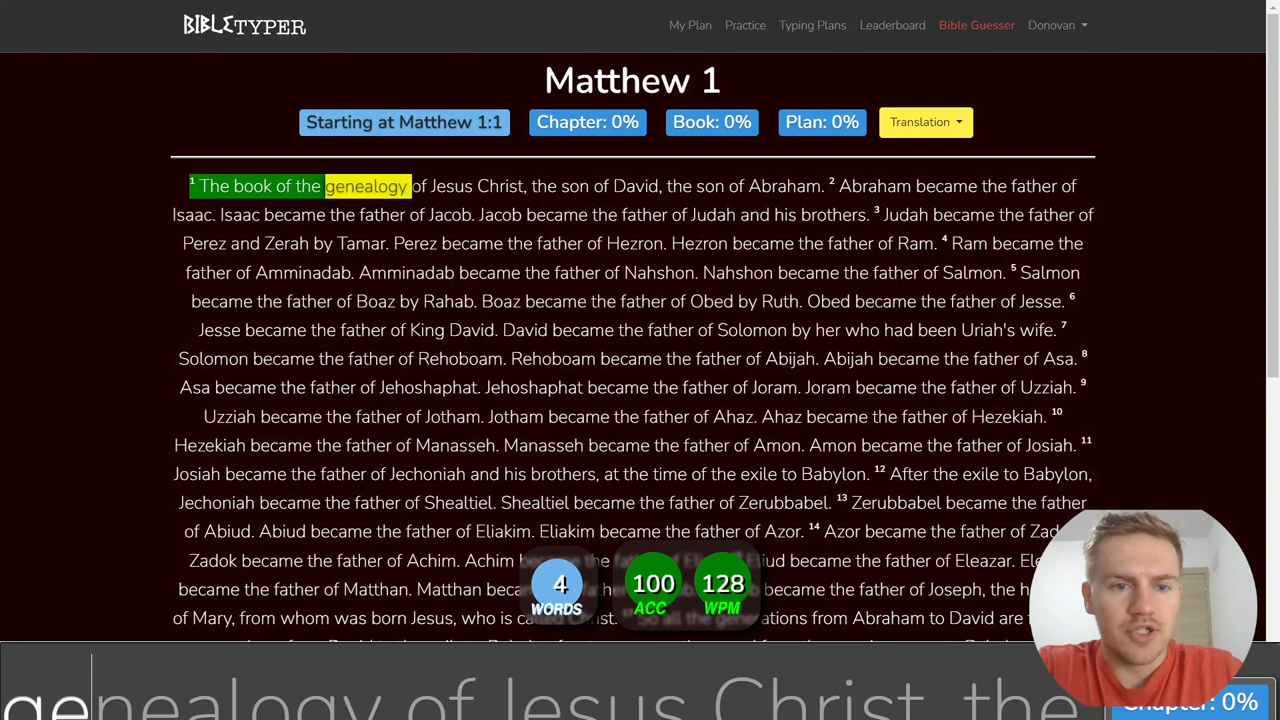 BIBLETYPER
My Plan Practice Typing Plans Leaderboard Bible Guesser Donovan
Matthew 1
Starting at Matthew 1:1 Chapter: 0% Book: 0% Plan: 0% Translation
1 The book of the genealogy of Jesus Christ, the son of David, the son of Abraham. 2 Abraham became the father of
Isaac. Isaac became the father of Jacob. Jacob became the father of Judah and his brothers. 3 Judah became the father of
Perez and Zerah by Tamar. Perez became the father of Hezron. Hezron became the father of Ram. 4 Ram became the
father of Amminadab. Amminadab became the father of Nahshon. Nahshon became the father of Salmon. 5 Salmon
became the father of Boaz by Rahab. Boaz became the father of Obed by Ruth. Obed became the father of Jesse. 6
Jesse became the father of King David. David became the father of Solomon by her who had been Uriah's wife. 7
Solomon became the father of Rehoboam. Rehoboam became the father of Abijah. Abijah became the father of Asa. 8
Asa became the father of Jehoshaphat. Jehoshaphat became the father of Joram. Joram became the father of Uzziah. 9
Uzziah became the father of Jotham. Jotham became the father of Ahaz. Ahaz became the father of Hezekiah. 10
Hezekiah became the father of Manasseh. Manasseh became the father of Amon. Amon became the father of Josiah. 11
Josiah became the father of Jechoniah and his brothers, at the time of the exile to Babylon. 12 After the exile to Babylon,
Jechoniah became the father of Shealtiel. Shealtiel became the father of Zerubbabel. 13 Zerubbabel became the father
of Abiud. Abiud became the father of Eliakim. Eliakim became the father of Azor. 14 Azor became the father of
Zadok became the father of Achim. Achim the father of became the father of Eleazar.
became the father of Matthan. Matthan became the father of Joseph, the
of Mary, from whom was born Jesus, who is called Christ. So all the generations from Abraham to David are
4 100 128
WORDS ACC WPM
genealogy of Jesus Christ, the
Chapter: 0%